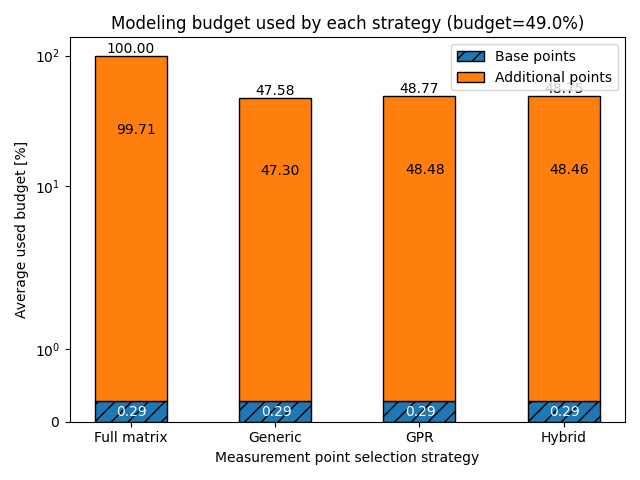 Modeling budget used by each strategy (budget=49.0%)
Base points
Additional points
100.00
47.58
48.77
48.75
99.71
47.30
48.48
48.46
0.29
0.29
0.29
0.29
10²
10¹
10⁰
0
Average used budget [%]
Full matrix
Generic
GPR
Hybrid
Measurement point selection strategy